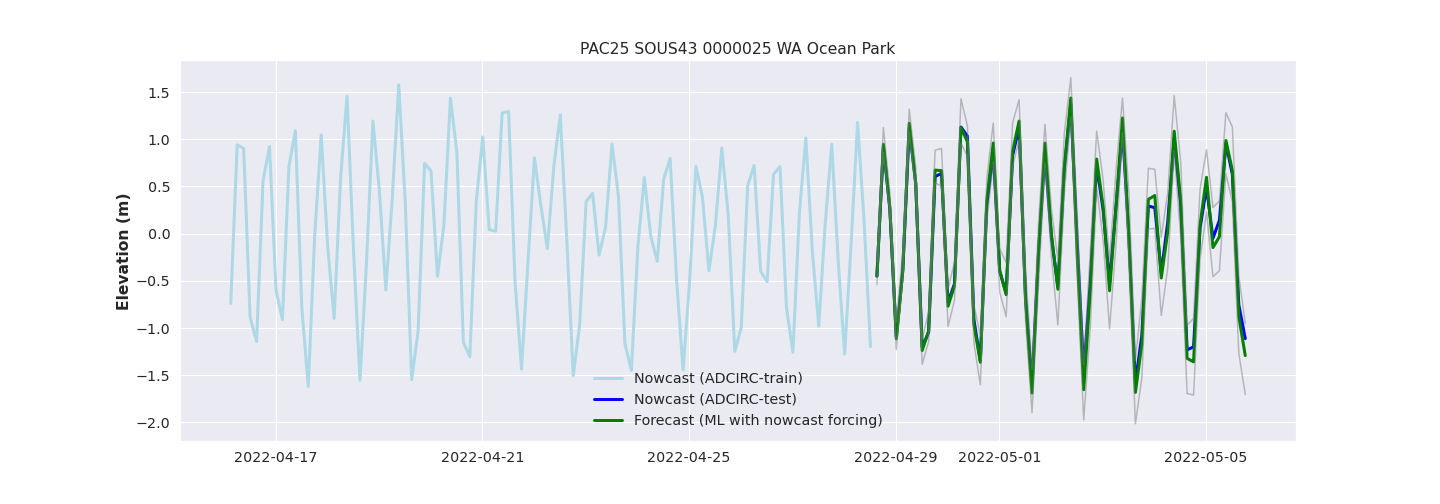 PAC25 SOUS43 0000025 WA Ocean Park
Elevation (m)
1.5
1.0
0.5
0.0
−0.5
−1.0
−1.5
−2.0
Nowcast (ADCIRC-train)
Nowcast (ADCIRC-test)
Forecast (ML with nowcast forcing)
2022-04-17 2022-04-21 2022-04-25 2022-04-29 2022-05-01 2022-05-05